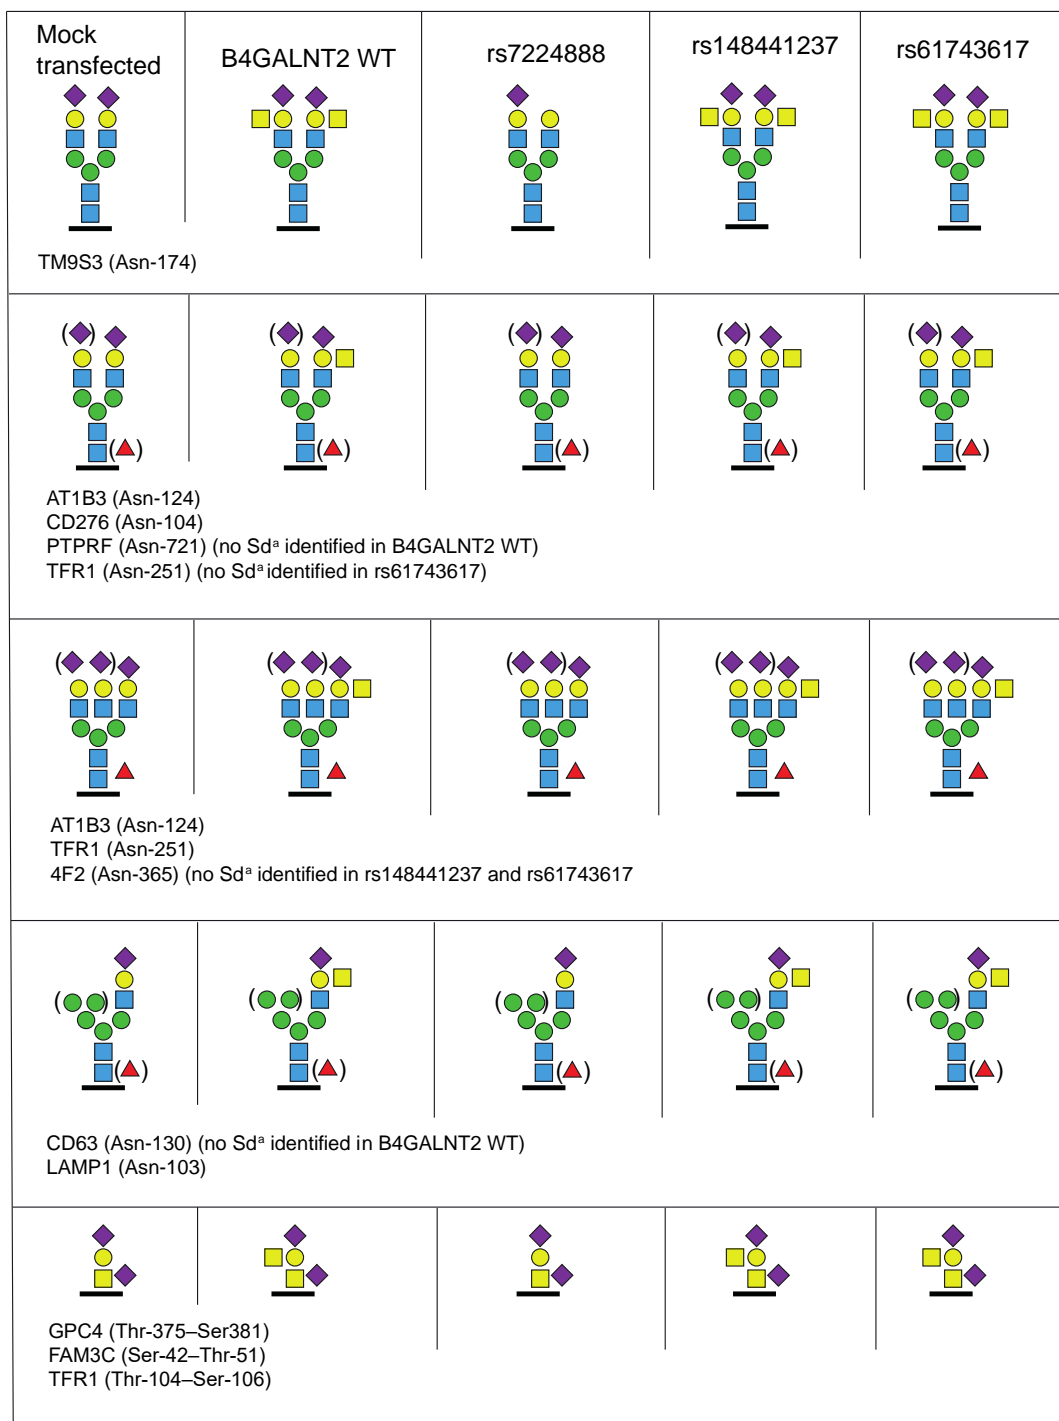 Mock
transfected
B4GALNT2 WT
rs7224888
rs148441237
rs61743617
TM9S3 (Asn-174)
( )
( )
( )
( )
( )
( )
( )
( )
( )
( )
AT1B3 (Asn-124)
CD276 (Asn-104)
PTPRF (Asn-721) (no Sdᵃ identified in B4GALNT2 WT)
TFR1 (Asn-251) (no Sdᵃ identified in rs61743617)
( )
( )
( )
( )
( )
AT1B3 (Asn-124)
TFR1 (Asn-251)
4F2 (Asn-365) (no Sdᵃ identified in rs148441237 and rs61743617
( )
( )
( )
( )
( )
( )
( )
( )
( )
( )
CD63 (Asn-130) (no Sdᵃ identified in B4GALNT2 WT)
LAMP1 (Asn-103)
GPC4 (Thr-375–Ser381)
FAM3C (Ser-42–Thr-51)
TFR1 (Thr-104–Ser-106)